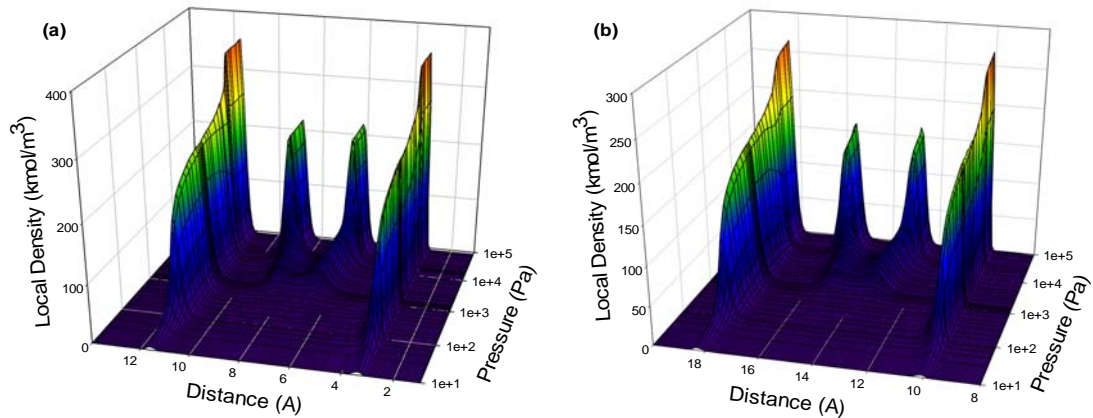 (a)
400
300
200
100
0
Local Density (kmol/m3)
12
10
8
6
4
2
Distance (A)
1e+5
1e+4
1e+3
1e+2
1e+1
Pressure (Pa)
(b)
300
250
200
150
100
50
0
Local Density (kmol/m3)
18
16
14
12
10
8
Distance (A)
1e+5
1e+4
1e+3
1e+2
1e+1
Pressure (Pa)